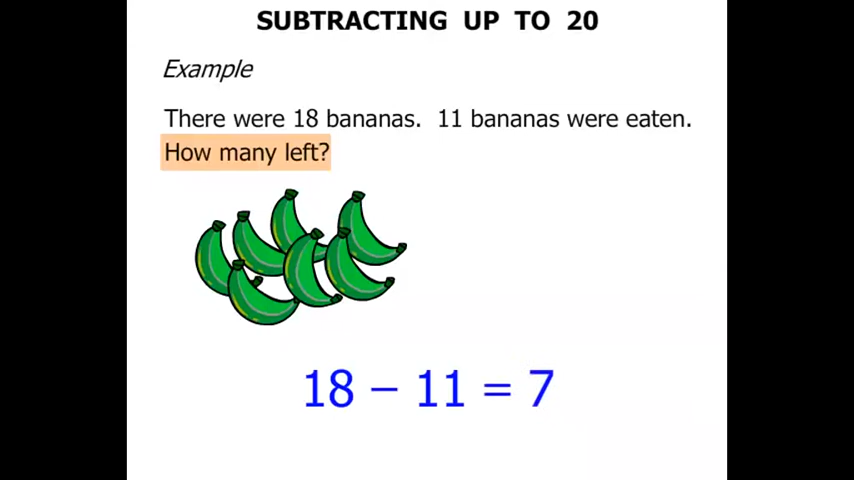 SUBTRACTING UP TO 20
Example
There were 18 bananas. 11 bananas were eaten.
How many left?
18 – 11 = 7